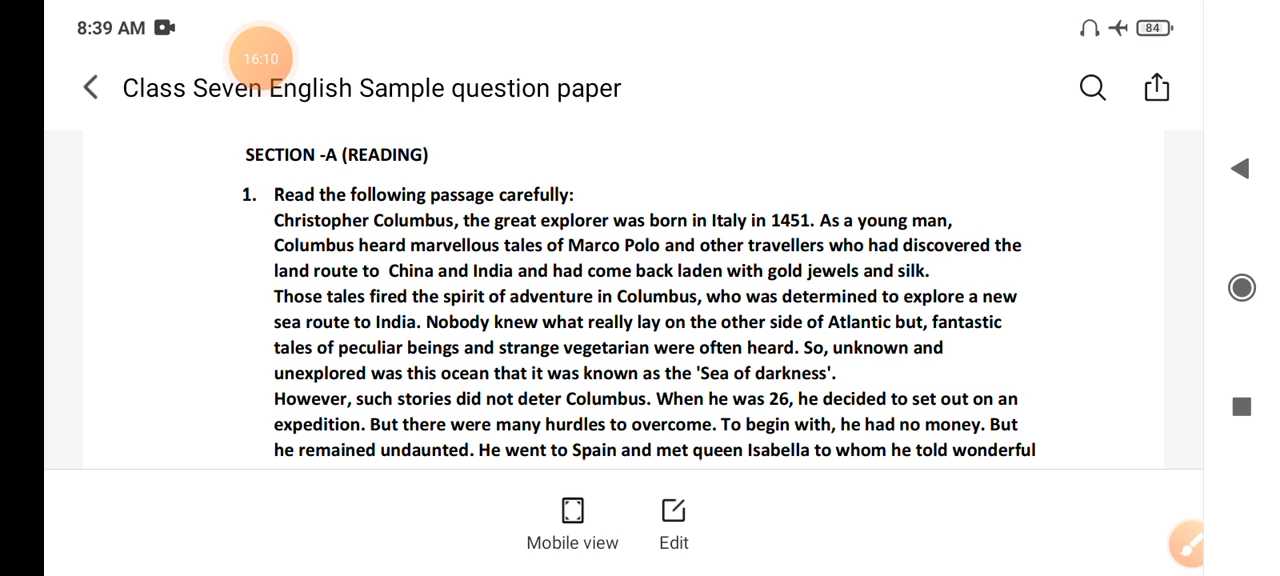 8:39 AM
84
16:10
Class Seven English Sample question paper
SECTION -A (READING)
1. Read the following passage carefully:
Christopher Columbus, the great explorer was born in Italy in 1451. As a young man,
Columbus heard marvellous tales of Marco Polo and other travellers who had discovered the
land route to China and India and had come back laden with gold jewels and silk.
Those tales fired the spirit of adventure in Columbus, who was determined to explore a new
sea route to India. Nobody knew what really lay on the other side of Atlantic but, fantastic
tales of peculiar beings and strange vegetarian were often heard. So, unknown and
unexplored was this ocean that it was known as the 'Sea of darkness'.
However, such stories did not deter Columbus. When he was 26, he decided to set out on an
expedition. But there were many hurdles to overcome. To begin with, he had no money. But
he remained undaunted. He went to Spain and met queen Isabella to whom he told wonderful
Mobile view
Edit